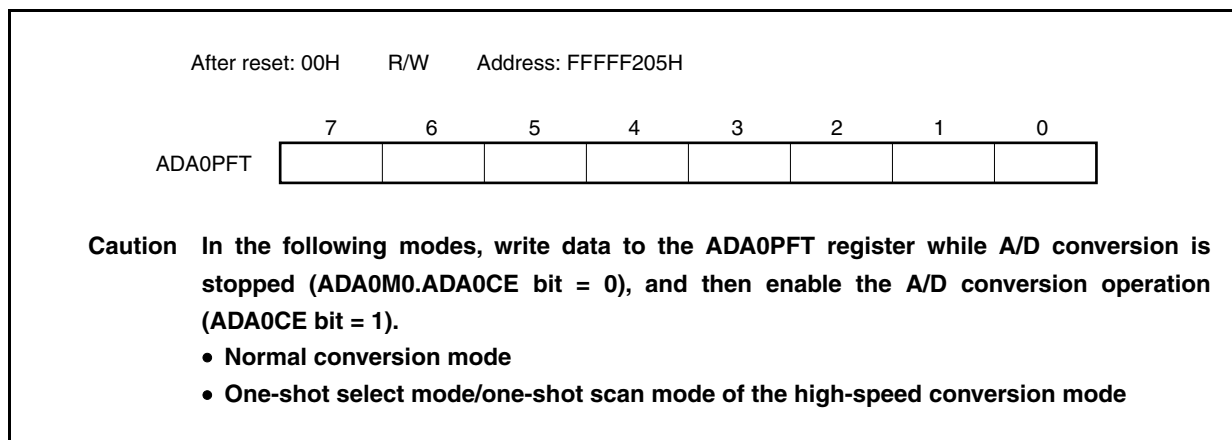 After reset: 00H R/W Address: FFFFF205H
7 6 5 4 3 2 1 0
ADA0PFT
Caution In the following modes, write data to the ADA0PFT register while A/D conversion is
stopped (ADA0M0.ADA0CE bit = 0), and then enable the A/D conversion operation
(ADA0CE bit = 1).
• Normal conversion mode
• One-shot select mode/one-shot scan mode of the high-speed conversion mode